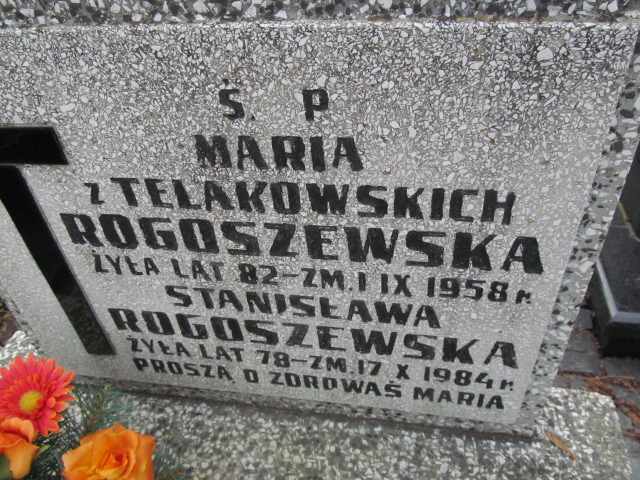 Ś. P
MARIA
z TELAKOWSKICH
ROGOSZEWSKA
ŻYŁA LAT 82-ZM.1 IX 1958 r.
STANISŁAWA
ROGOSZEWSKA
ŻYŁA LAT 78-ZM.17 X 1984 r.
PROSZĄ O ZDROWAŚ MARIA